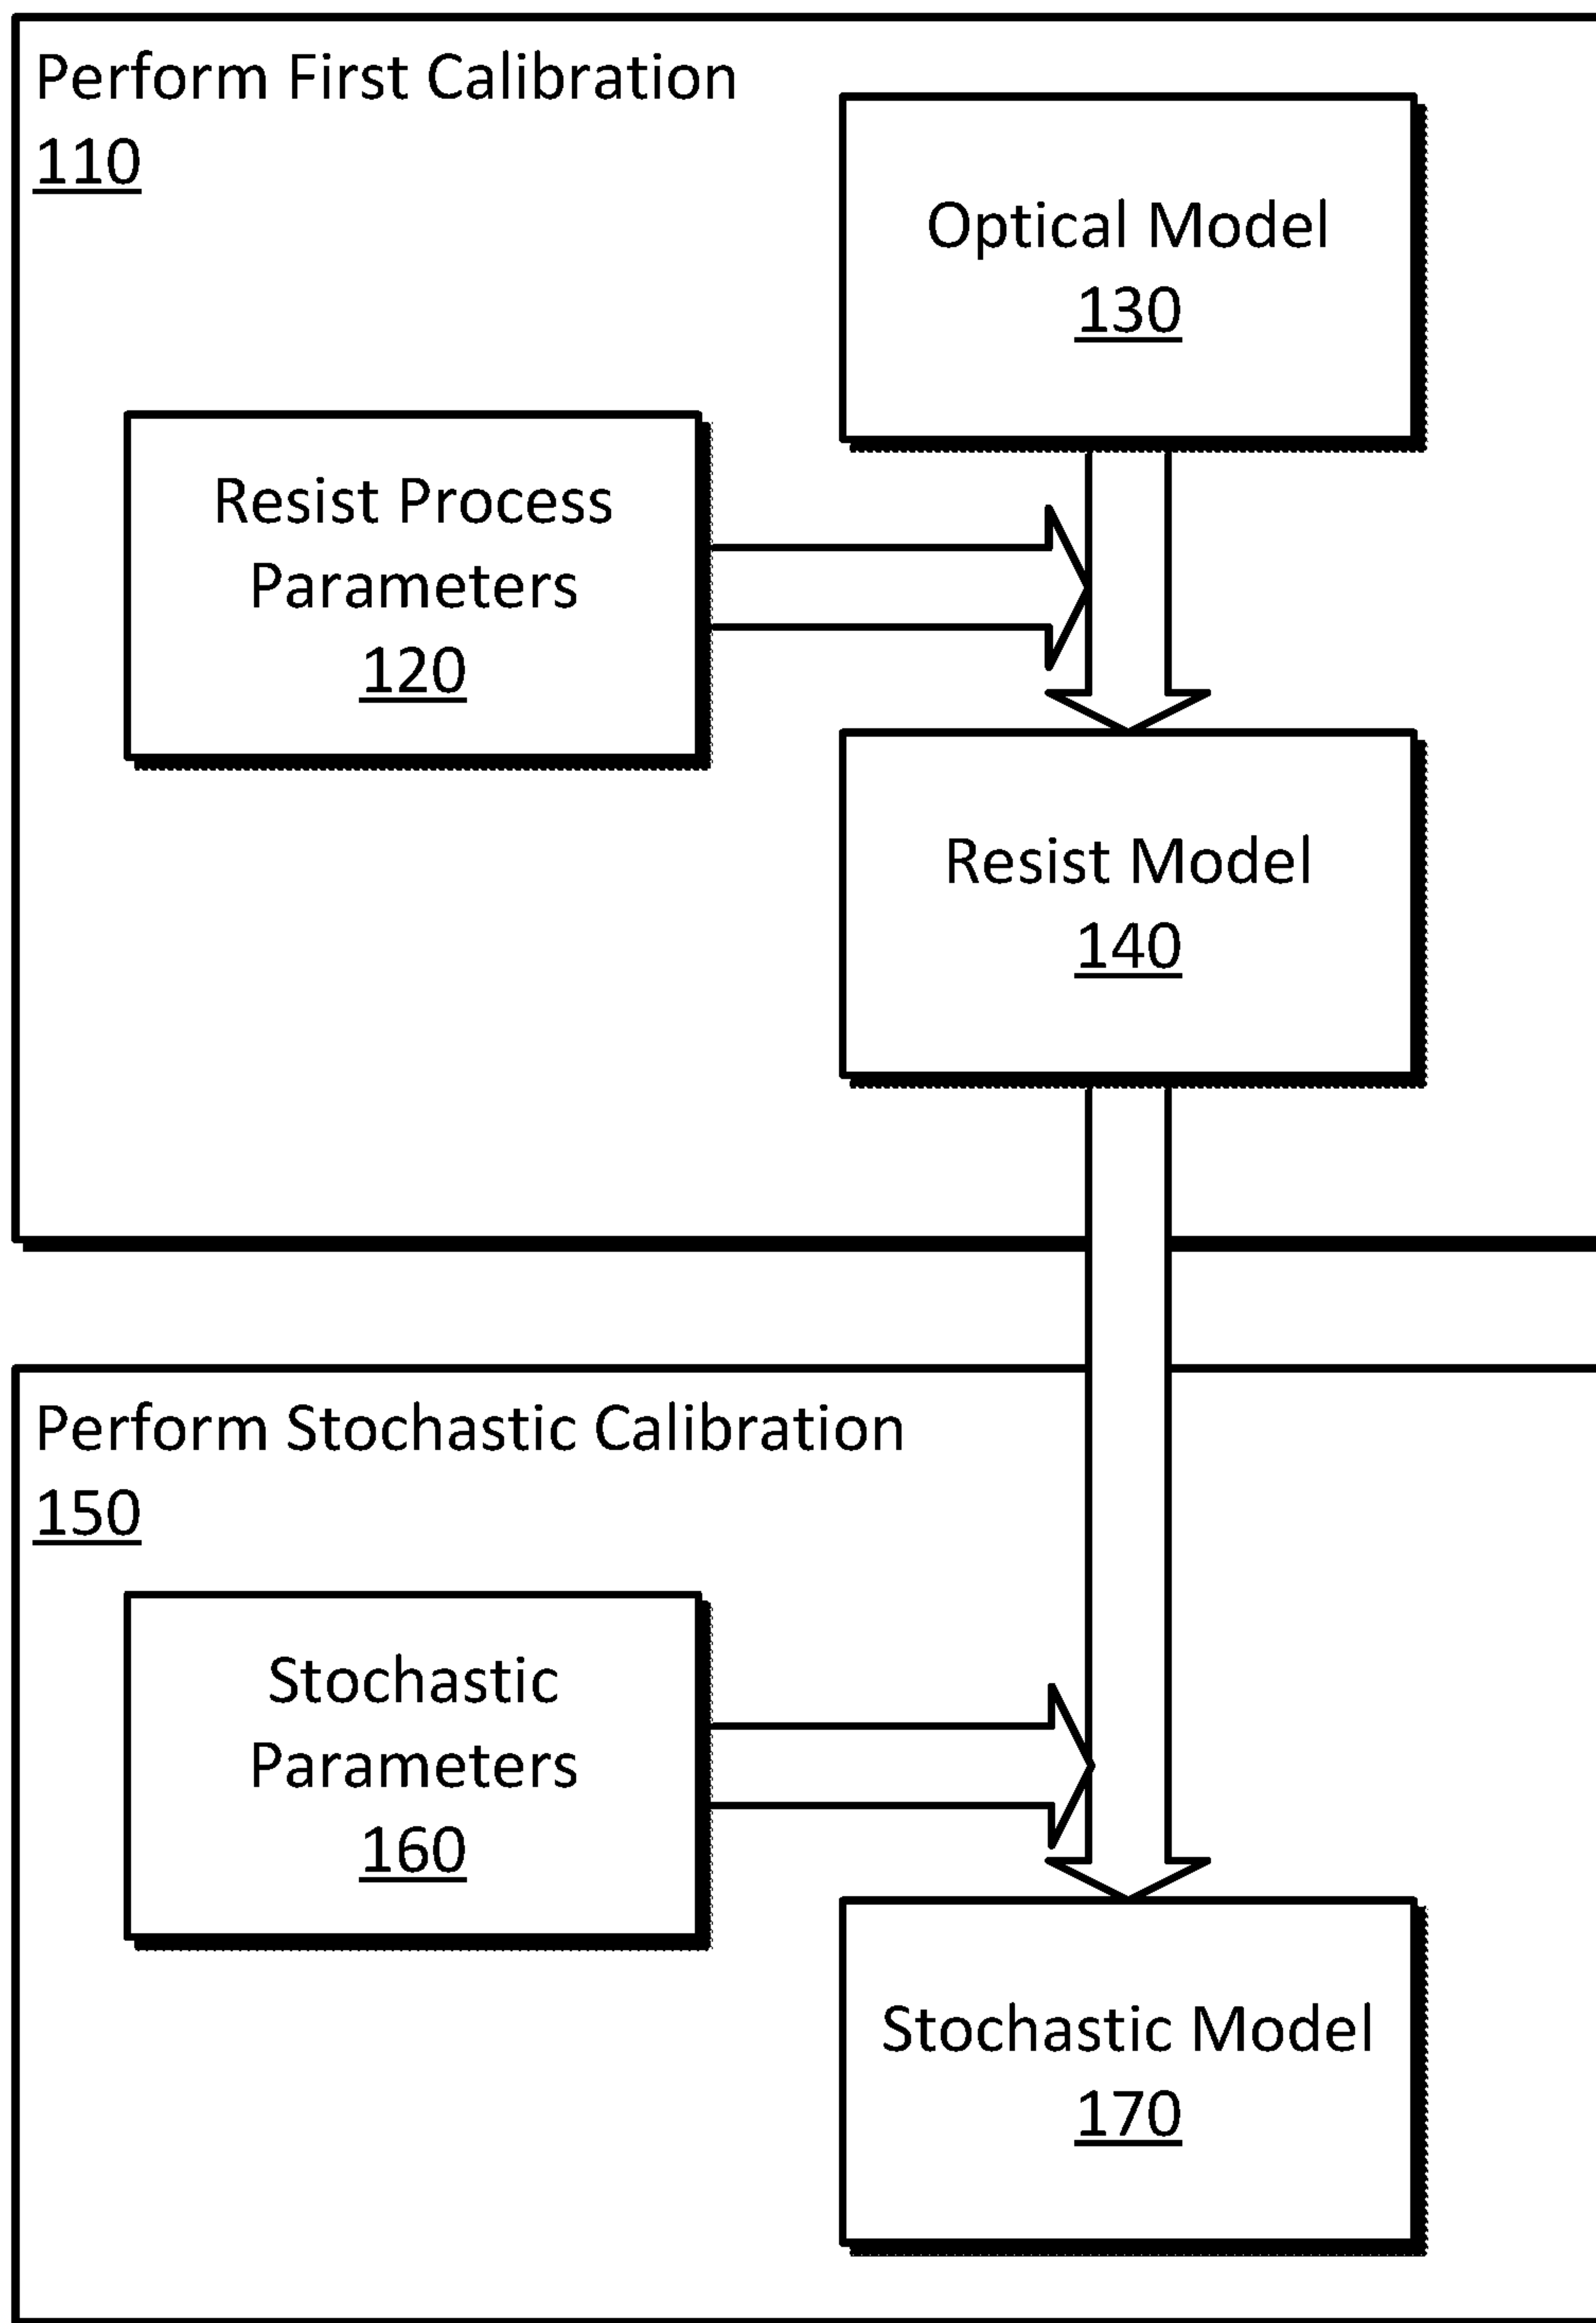 Perform First Calibration
110
Optical Model
130
Resist Process
Parameters
120
Resist Model
140
Perform Stochastic Calibration
150
Stochastic
Parameters
160
Stochastic Model
170